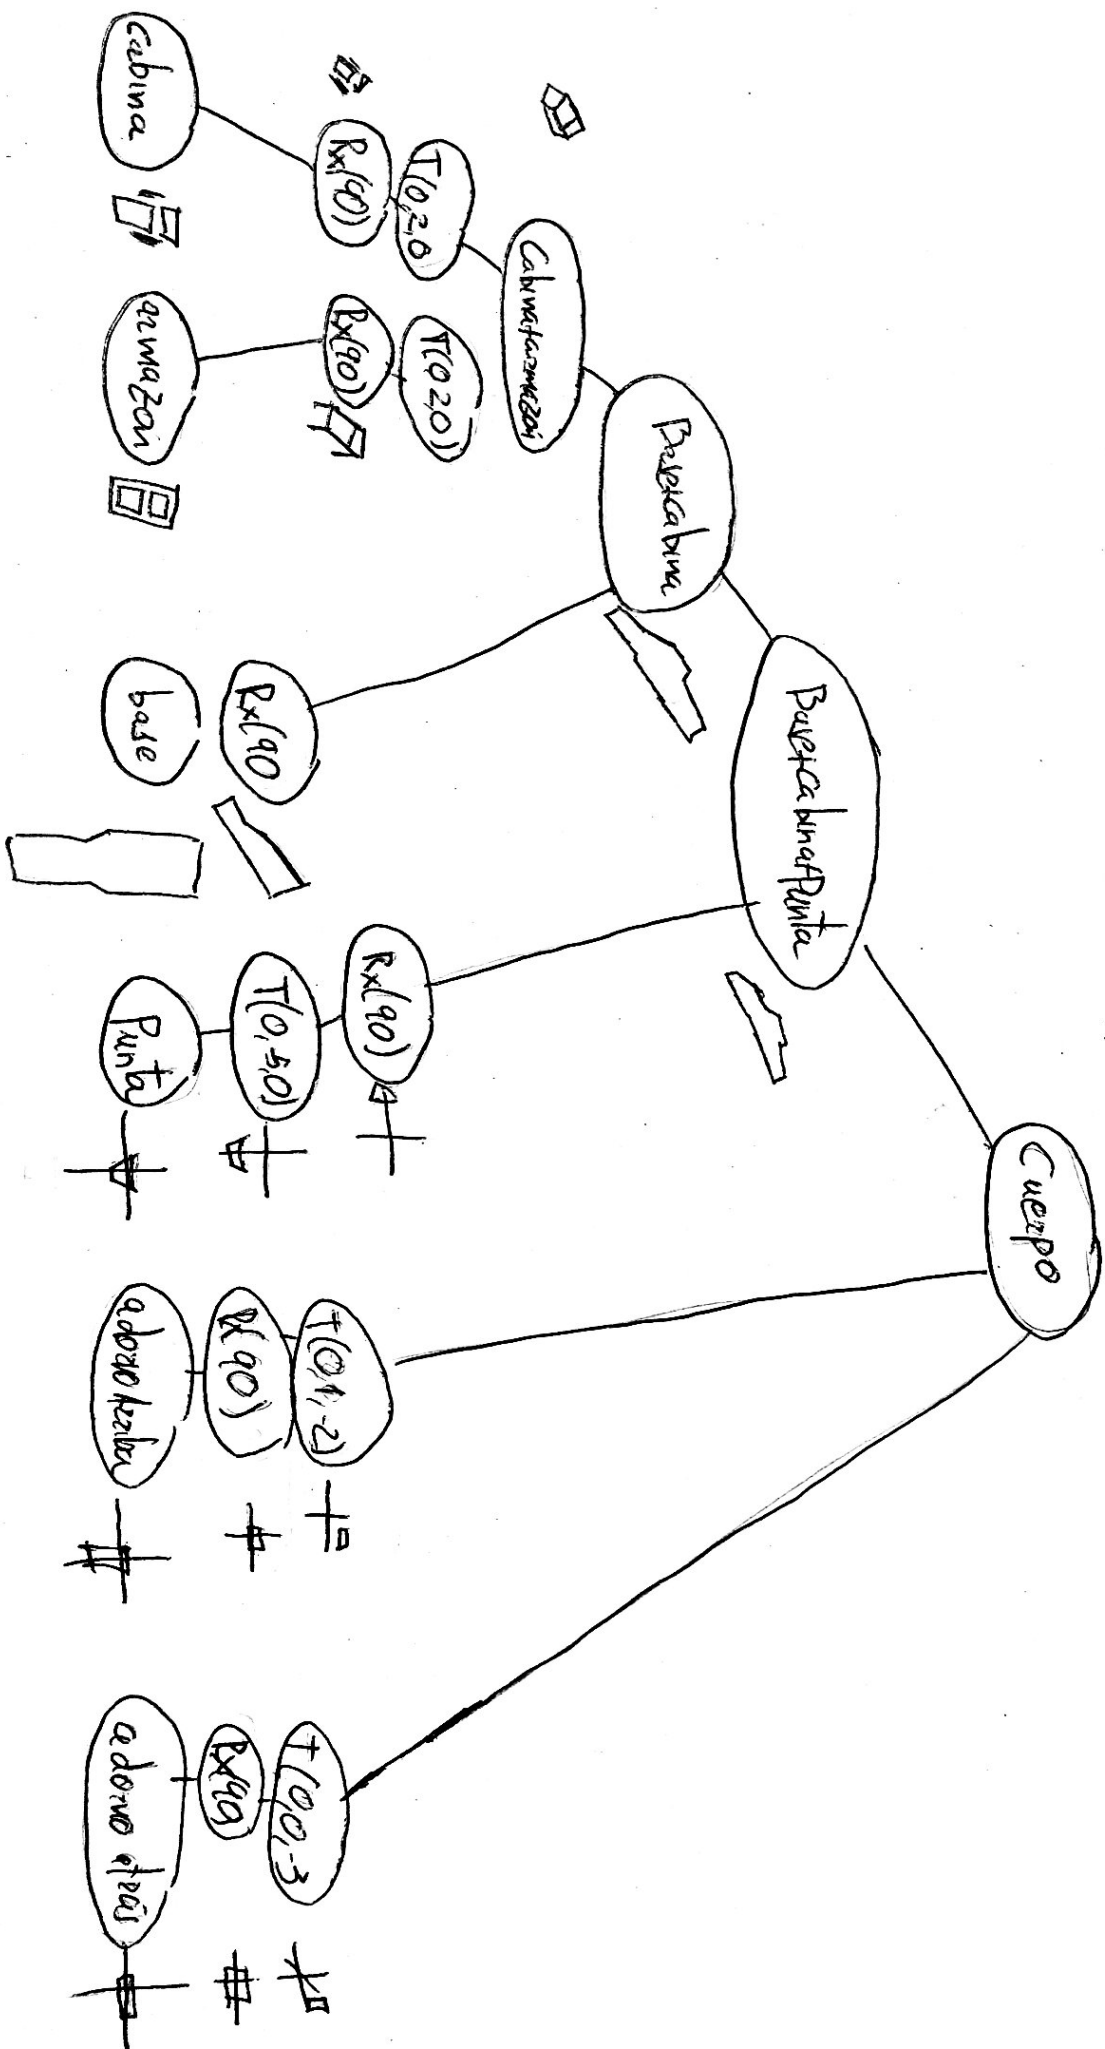 Cuerpo
Base+cabina+Punta
Base+cabina
Cabina+armazón
T(0,2,0
T(0,2,0)
Rx(90)
Rx(90)
Rx(90
Rx(90)
T(0,-5,0)
T(0,1,-2)
Rx(90)
T(0,0,-3
Rx(90
cabina
armazón
base
Punta
adorno Arriba
adorno atrás